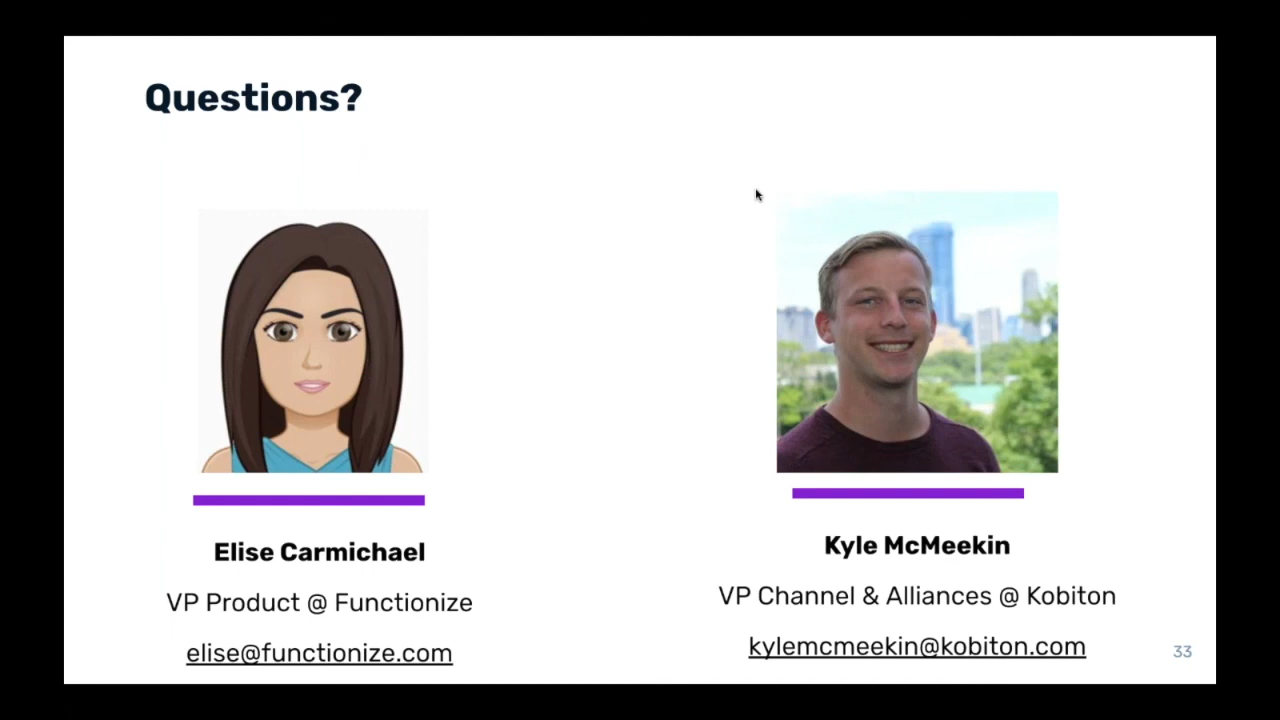 Questions?
Elise Carmichael
VP Product @ Functionize
elise@functionize.com
Kyle McMeekin
VP Channel & Alliances @ Kobiton
kylemcmeekin@kobiton.com
33